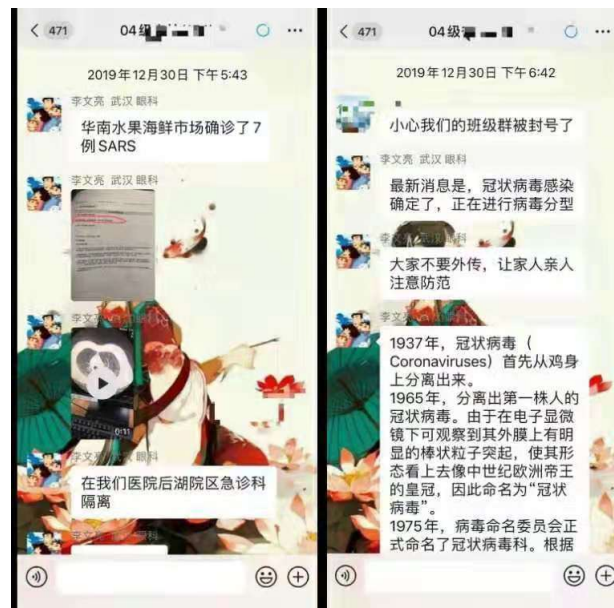 471
04级
2019年12月30日 下午5:43
李文亮 武汉 眼科
华南水果海鲜市场确诊了7
例SARS
李文亮 武汉 眼科
李文
0:11
李文亮 武汉 眼科
在我们医院后湖院区急诊科
隔离
李文亮 武汉 眼科
471
04级
2019年12月30日 下午6:42
小心我们的班级群被封号了
李文亮 武汉 眼科
最新消息是，冠状病毒感染
确定了，正在进行病毒分型
李文亮 武汉 眼科
大家不要外传，让家人亲人
注意防范
李文
1937年，冠状病毒（
Coronaviruses）首先从鸡身
上分离出来。
1965年，分离出第一株人的
冠状病毒。由于在电子显微
镜下可观察到其外膜上有明
显的棒状粒子突起，使其形
态看上去像中世纪欧洲帝王
的皇冠，因此命名为“冠状
病毒”。
1975年，病毒命名委员会正
式命名了冠状病毒科。根据